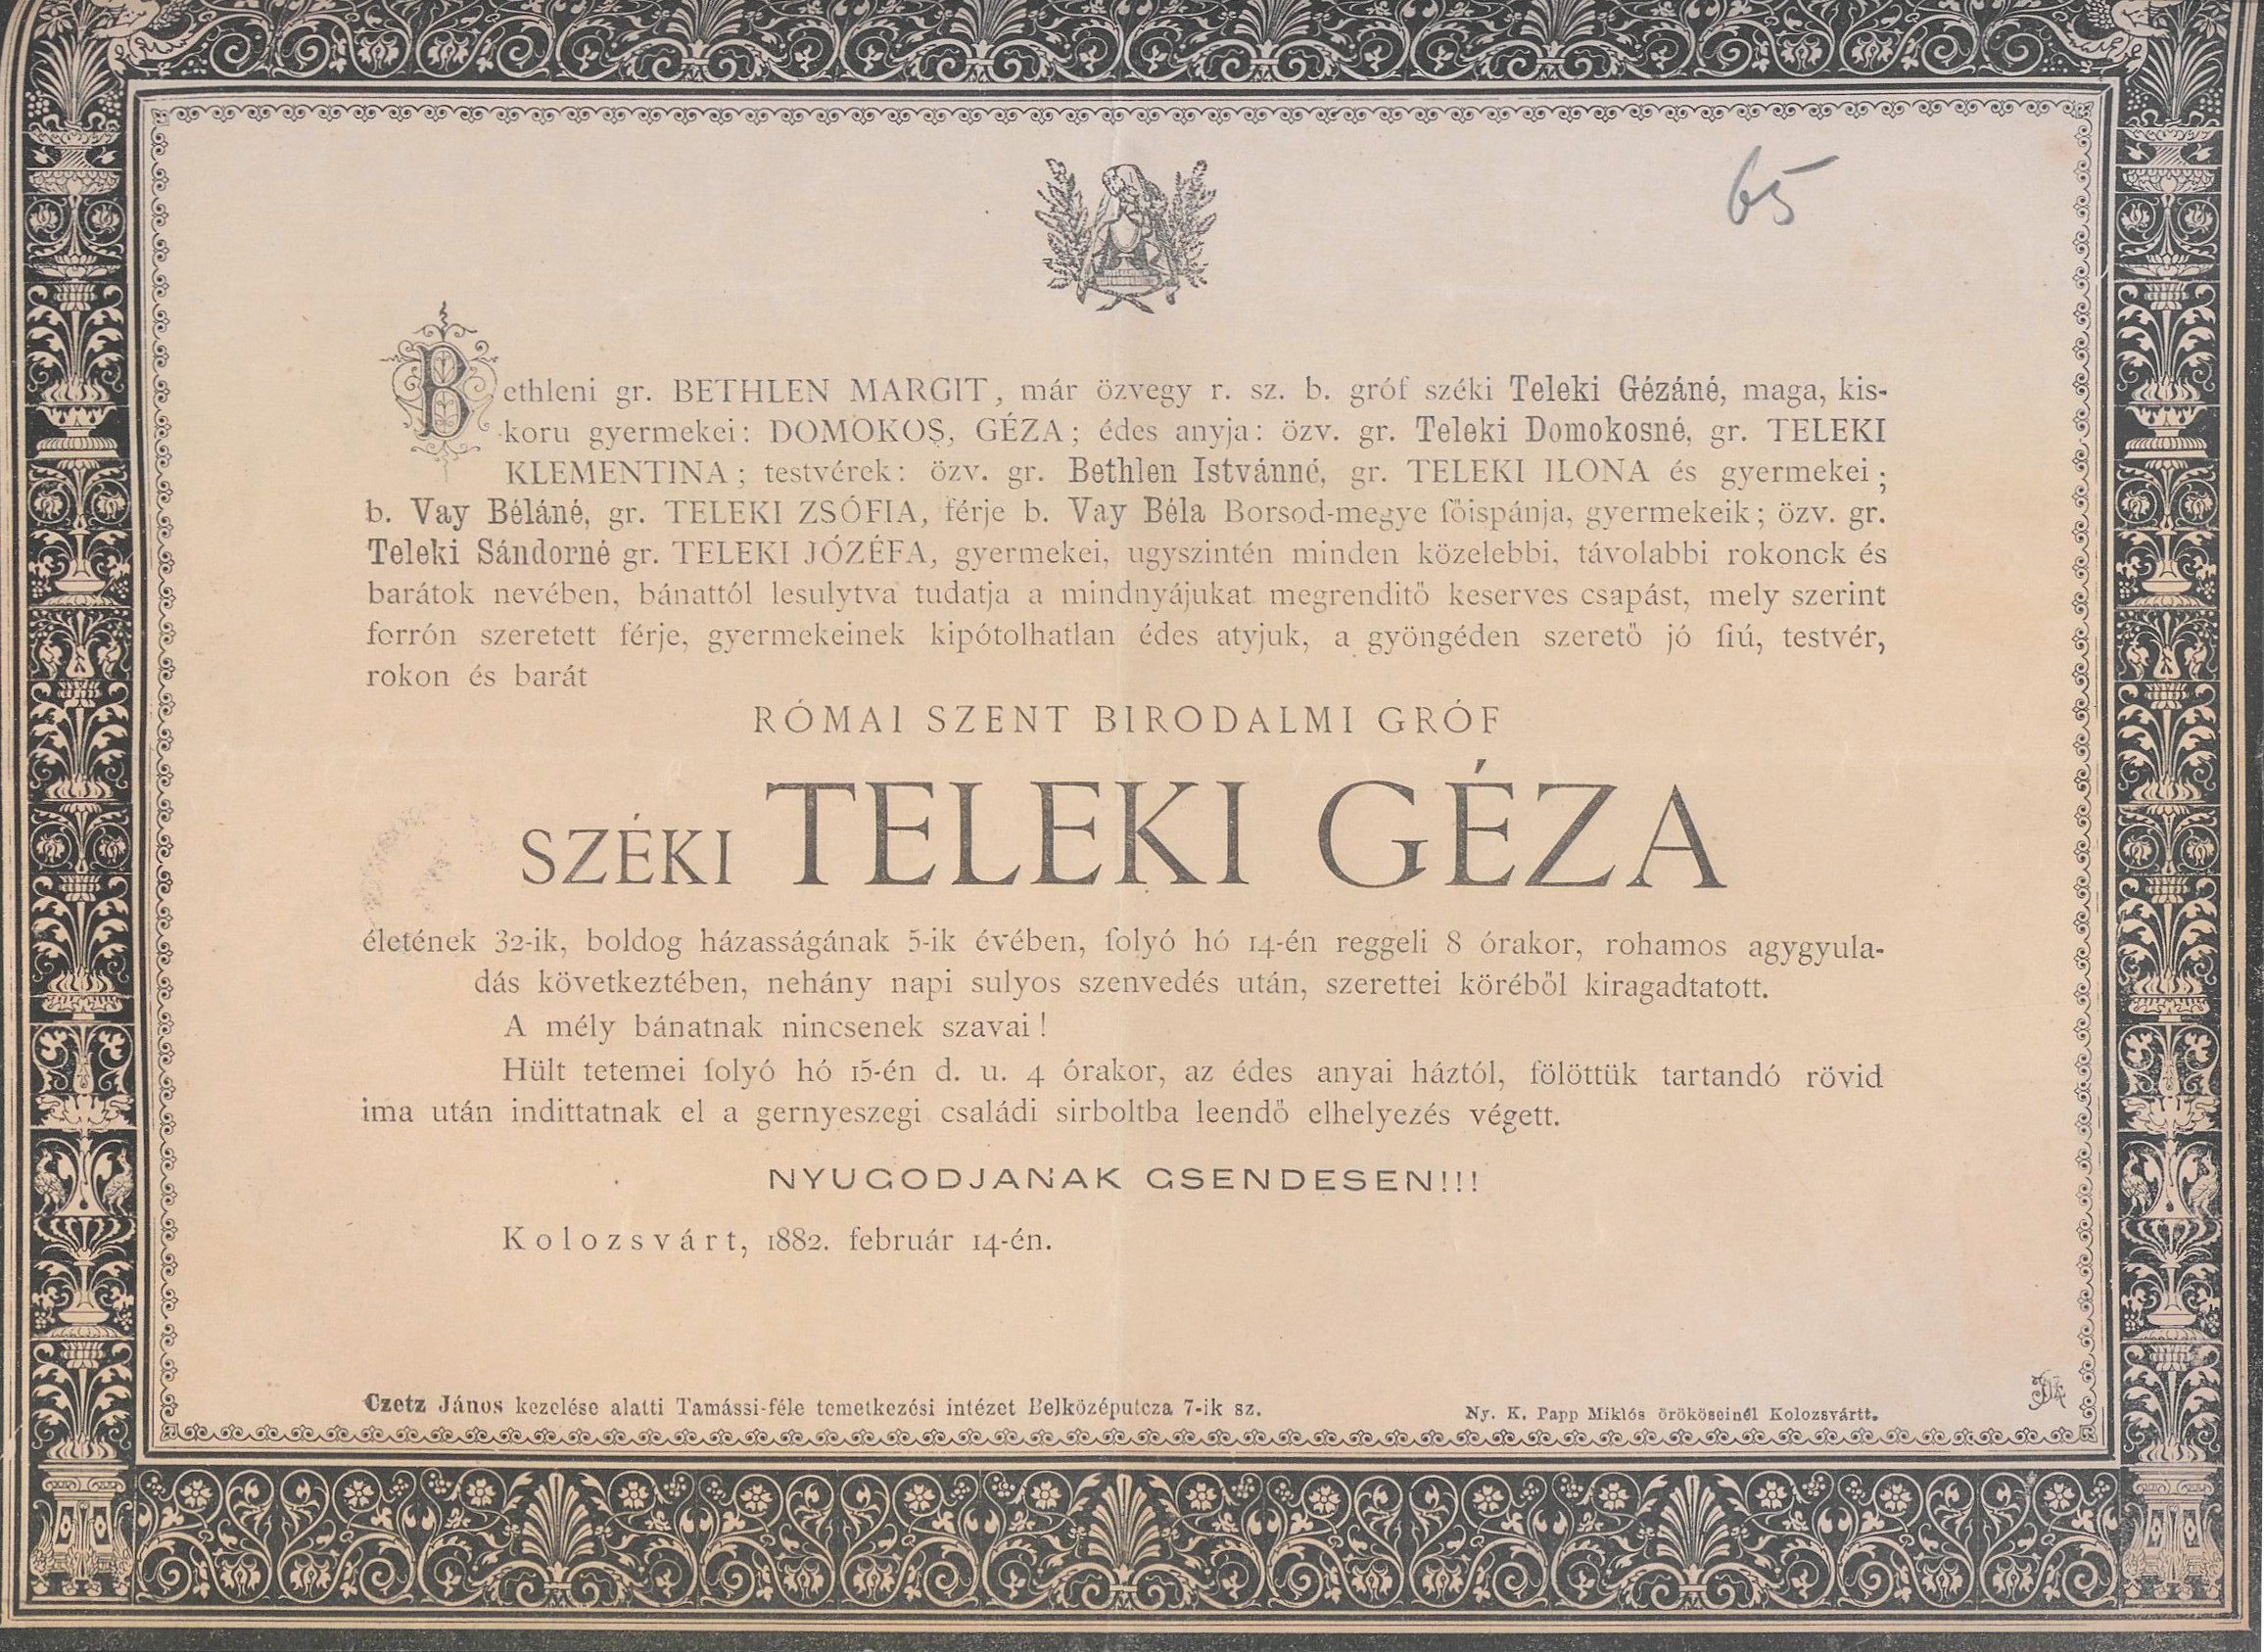 65
Bethleni gr. BETHLEN MARGIT, már özvegy r. sz. b. gróf széki Teleki Gézáné, maga, kis-
koru gyermekei: DOMOKOS, GÉZA; édes anyja: özv. gr. Teleki Domokosné, gr. TELEKI
KLEMENTINA; testvérek: özv. gr. Bethlen Istvánné, gr. TELEKI ILONA és gyermekei;
b. Vay Béláné, gr. TELEKI ZSÓFIA, férje b. Vay Béla Borsod-megye főispánja, gyermekeik; özv. gr.
Teleki Sándorné gr. TELEKI JÓZÉFA, gyermekei, ugyszintén minden közelebbi, távolabbi rokonok és
barátok nevében, bánattól lesulytva tudatja a mindnyájukat megrenditő keserves csapást, mely szerint
forrón szeretett férje, gyermekeinek kipótolhatlan édes atyjuk, a gyöngéden szerető jó fiú, testvér,
rokon és barát
RÓMAI SZENT BIRODALMI GRÓF
SZÉKI TELEKI GÉZA
életének 32-ik, boldog házasságának 5-ik évében, folyó hó 14-én reggeli 8 órakor, rohamos agygyula-
dás következtében, nehány napi sulyos szenvedés után, szerettei köréből kiragadtatott.
A mély bánatnak nincsenek szavai!
Hült tetemei folyó hó 15-én d. u. 4 órakor, az édes anyai háztól, fölöttük tartandó rövid
ima után indittatnak el a gernyeszegi családi sirboltba leendő elhelyezés végett.
NYUGODJANAK CSENDESEN!!!
Kolozsvárt, 1882. február 14-én.
Czetz János kezelése alatti Tamássi-féle temetkezési intézet Belközéputcza 7-ik sz.
Ny. K. Papp Miklós örököseinél Kolozsvártt.